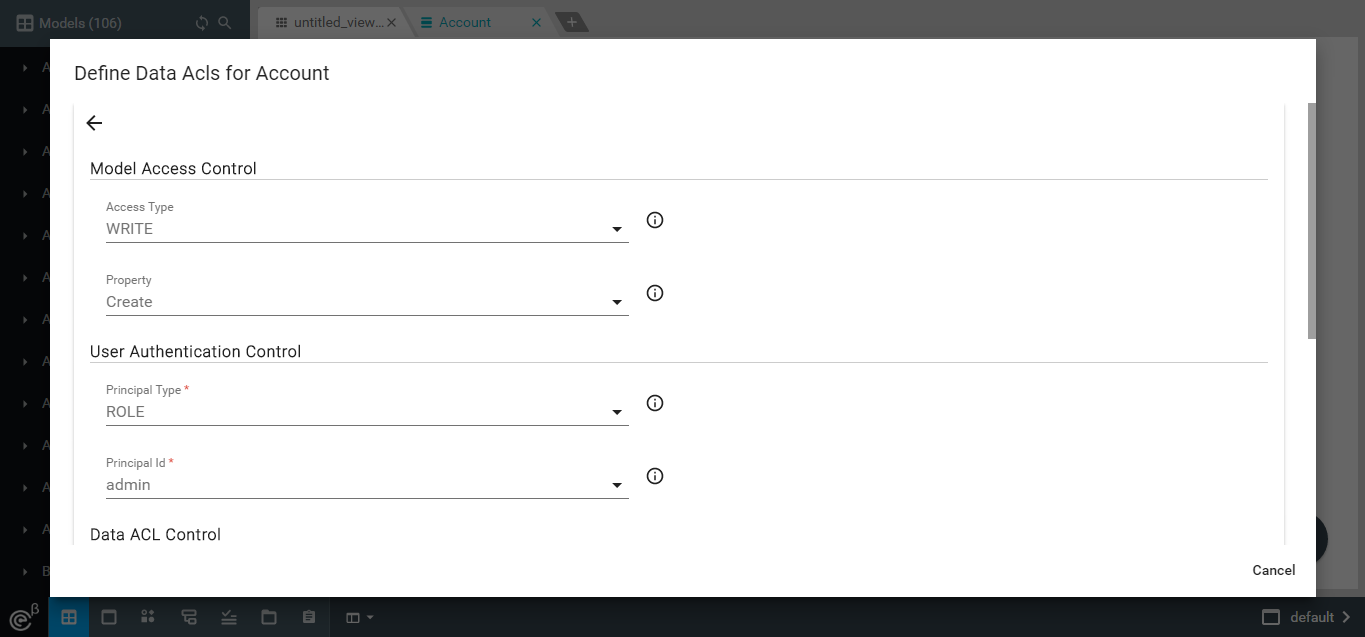 Models (106)
untitled_view...
Account
Define Data Acls for Account
Model Access Control
Access Type
WRITE
Property
Create
User Authentication Control
Principal Type *
ROLE
Principal Id *
admin
Data ACL Control
Cancel
A
A
A
A
A
A
A
A
A
A
A
A
B
β
default